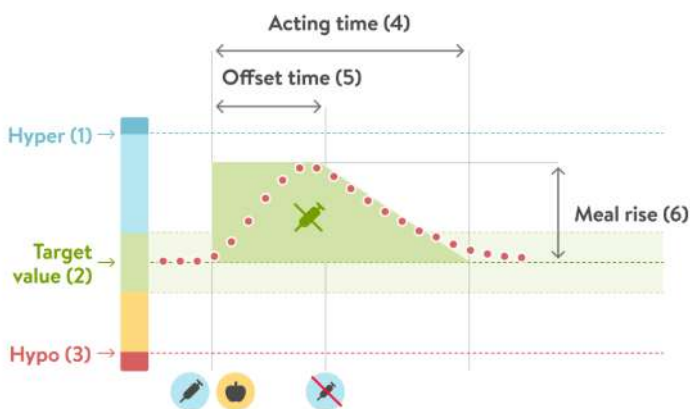 Acting time (4)
Offset time (5)
Hyper (1)
Meal rise (6)
Target
value (2)
Hypo (3)